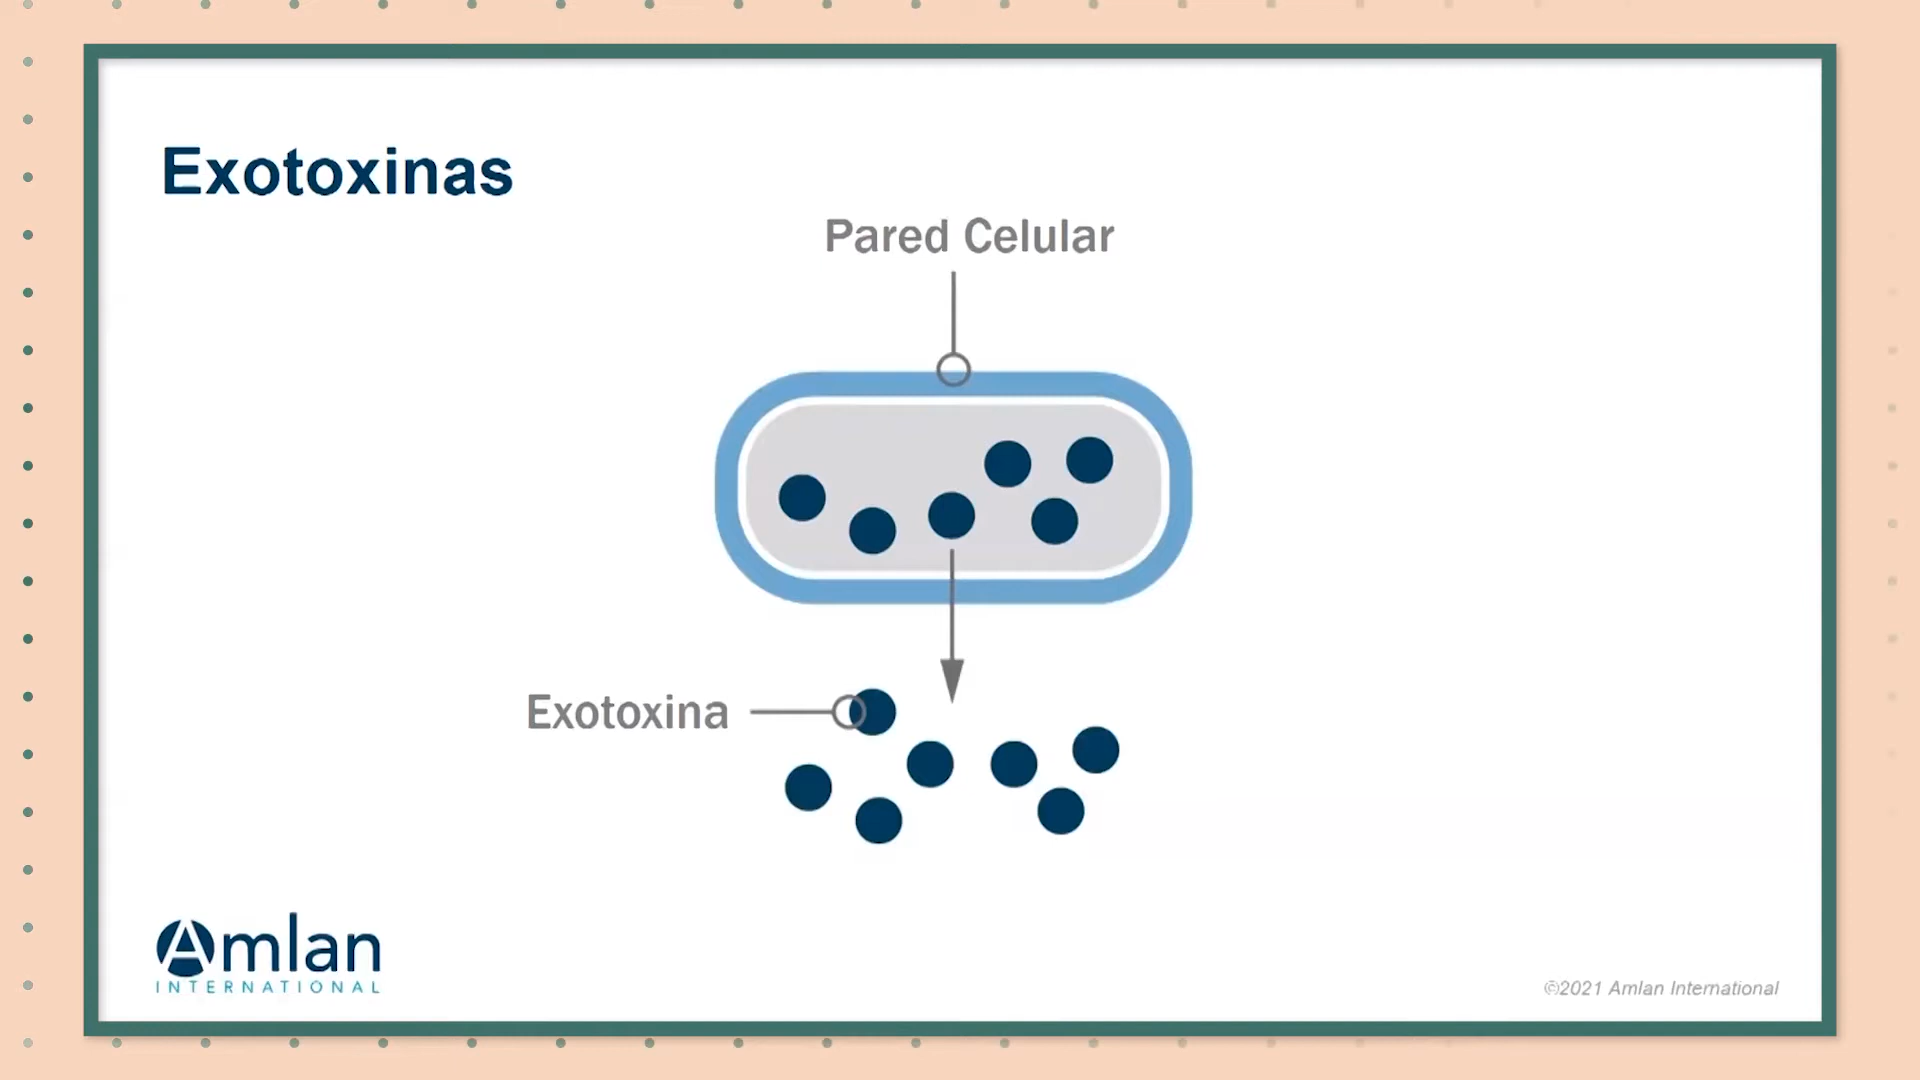 Exotoxinas
Pared Celular
Exotoxina
Amlan
INTERNATIONAL
©2021 Amlan International